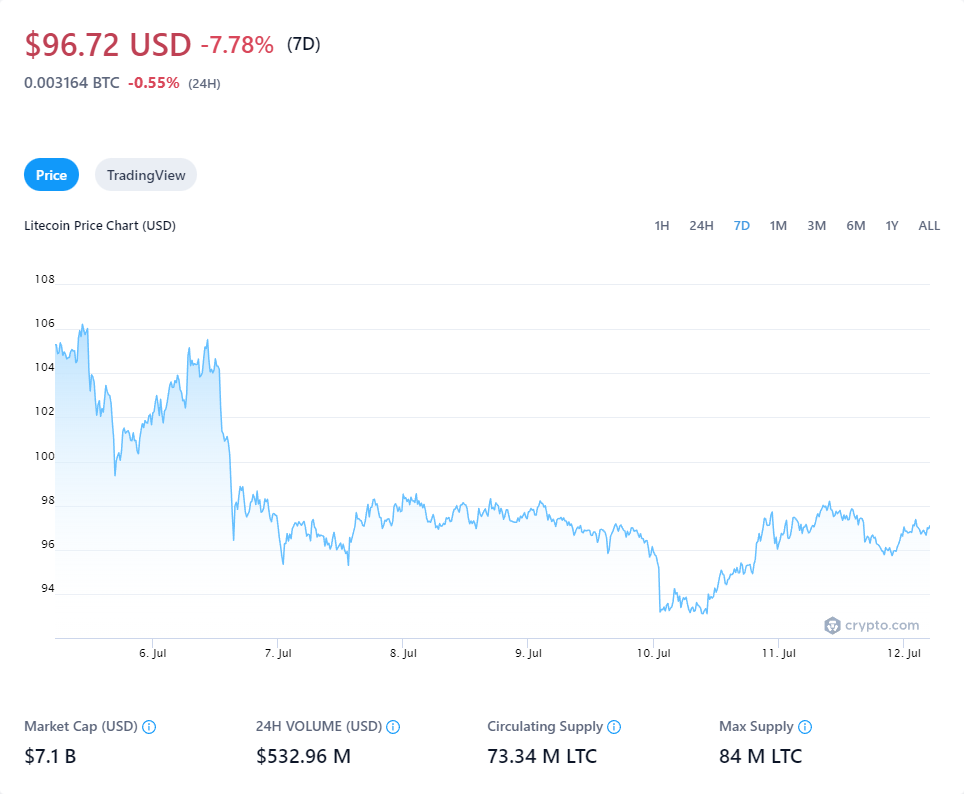 $96.72 USD -7.78% (7D)
0.003164 BTC -0.55% (24H)
Price TradingView
Litecoin Price Chart (USD) 1H 24H 7D 1M 3M 6M 1Y ALL
108
106
104
102
100
98
96
94
crypto.com
6. Jul 7. Jul 8. Jul 9. Jul 10. Jul 11. Jul 12. Jul
Market Cap (USD) 24H VOLUME (USD) Circulating Supply Max Supply
$7.1 B $532.96 M 73.34 M LTC 84 M LTC